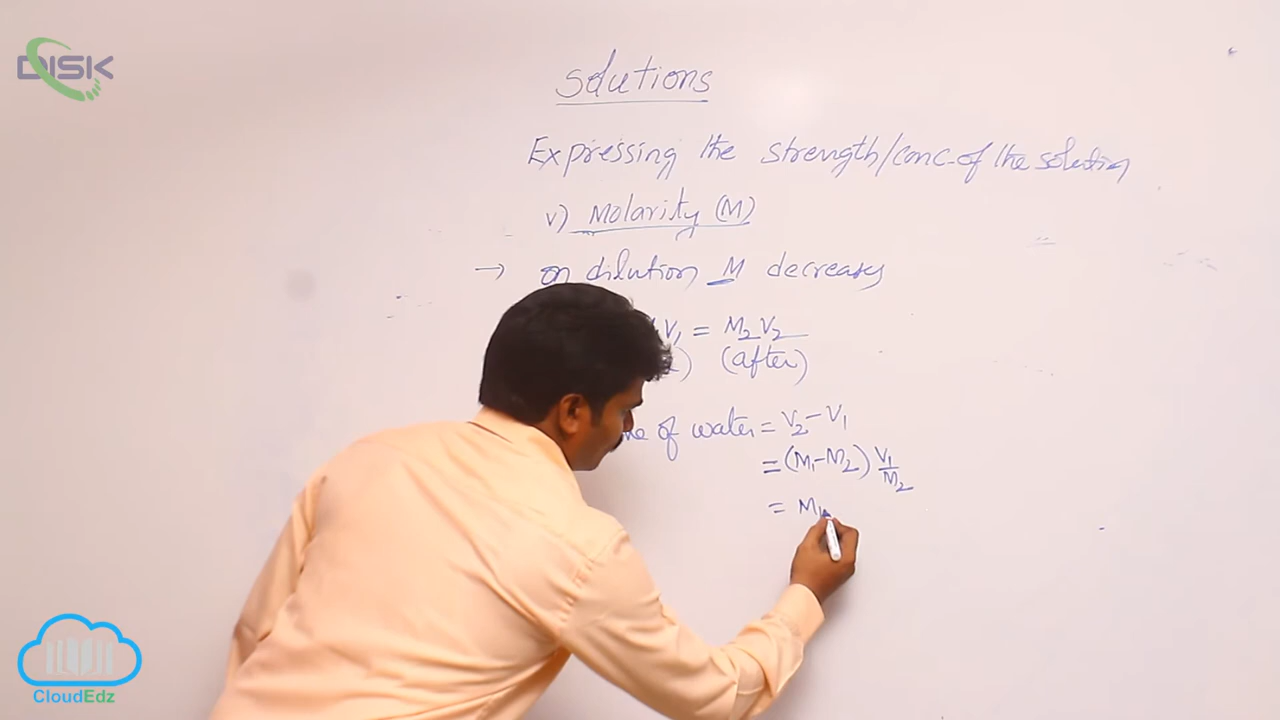 DISK
Solutions
Expressing the strength/conc. of the solution
v) Molarity (M)
→ on dilution M decreases
V₁ = M₂V₂
(after)
of water = V₂ - V₁
= (M₁-M₂) V₁/M₂
= M₁
CloudEdz